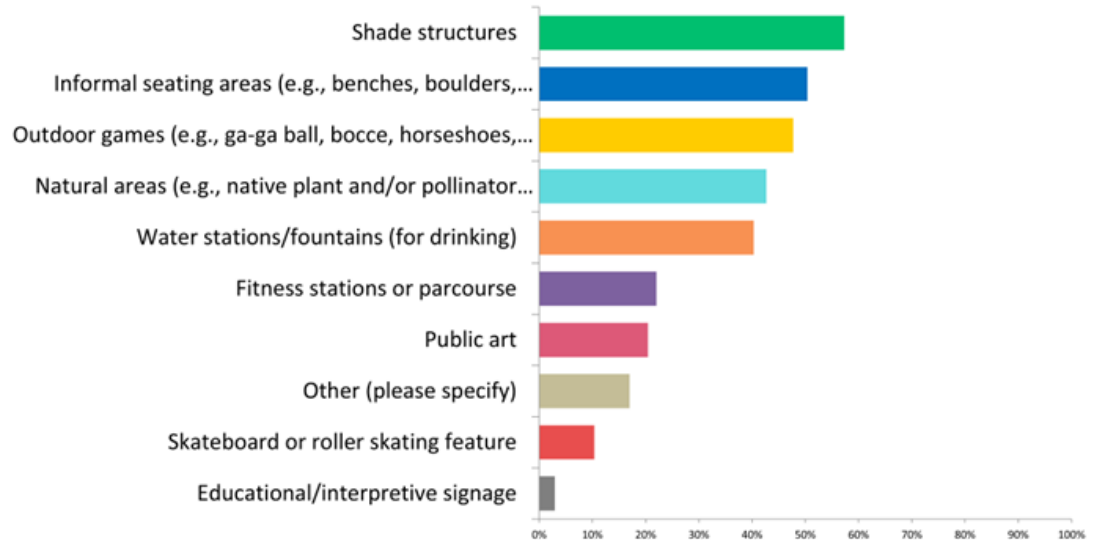 Shade structures
Informal seating areas (e.g., benches, boulders,...
Outdoor games (e.g., ga-ga ball, bocce, horseshoes,...
Natural areas (e.g., native plant and/or pollinator...
Water stations/fountains (for drinking)
Fitness stations or parcourse
Public art
Other (please specify)
Skateboard or roller skating feature
Educational/interpretive signage
0% 10% 20% 30% 40% 50% 60% 70% 80% 90% 100%